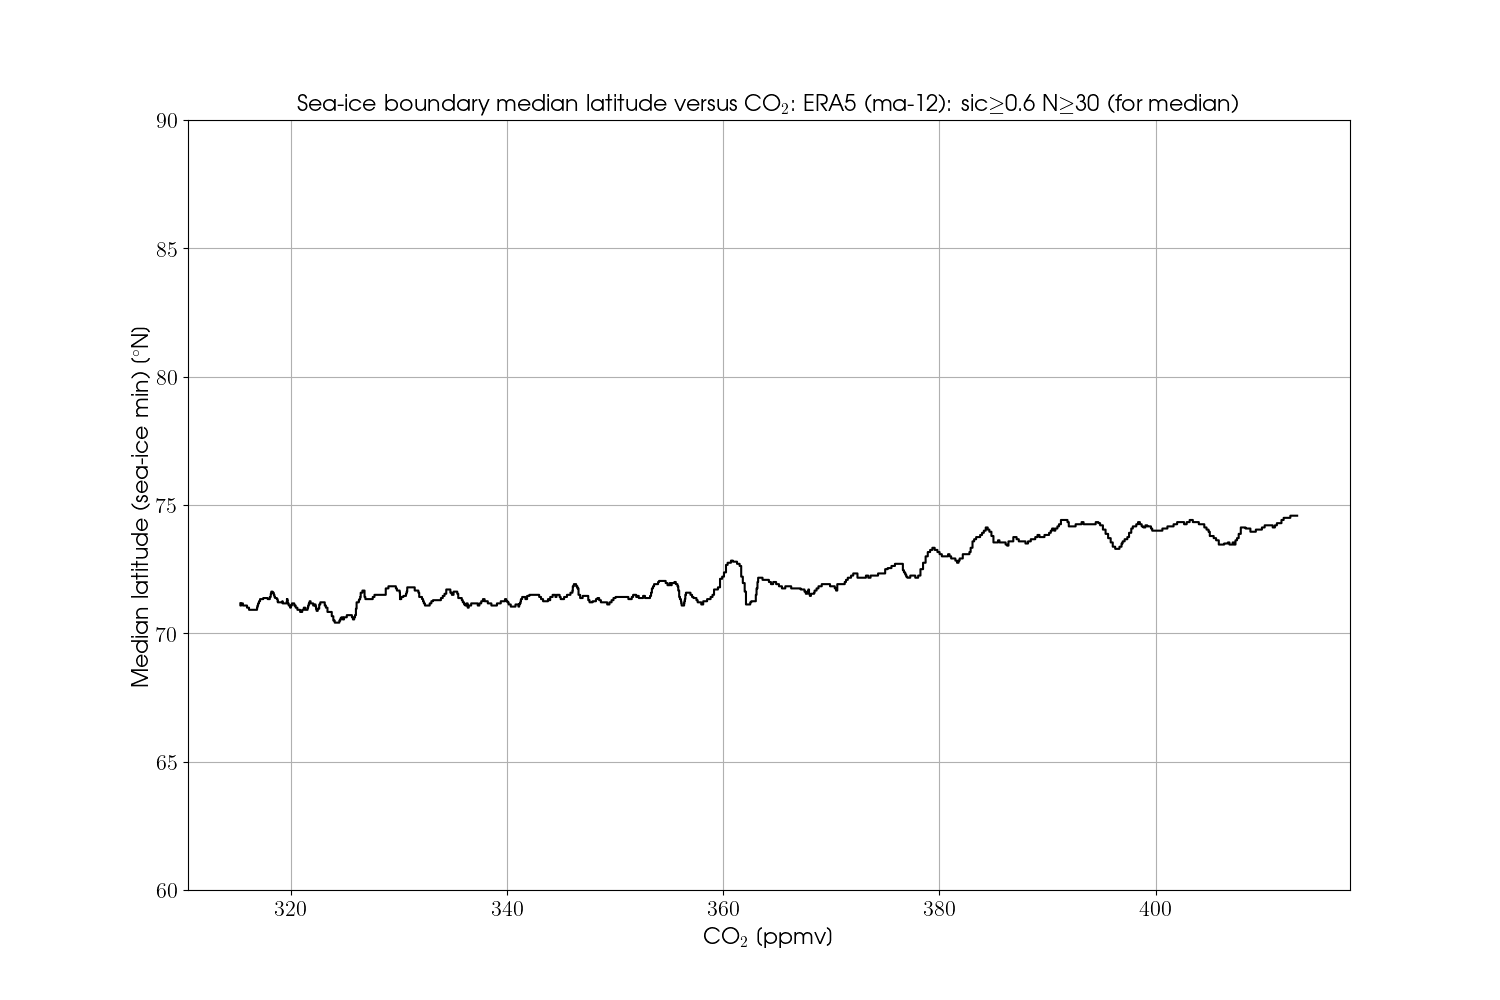 Sea-ice boundary median latitude versus CO₂: ERA5 (ma-12): sic≥0.6 N≥30 (for median)
90
85
80
75
70
65
60
Median latitude (sea-ice min) (°N)
320 340 360 380 400
CO₂ (ppmv)